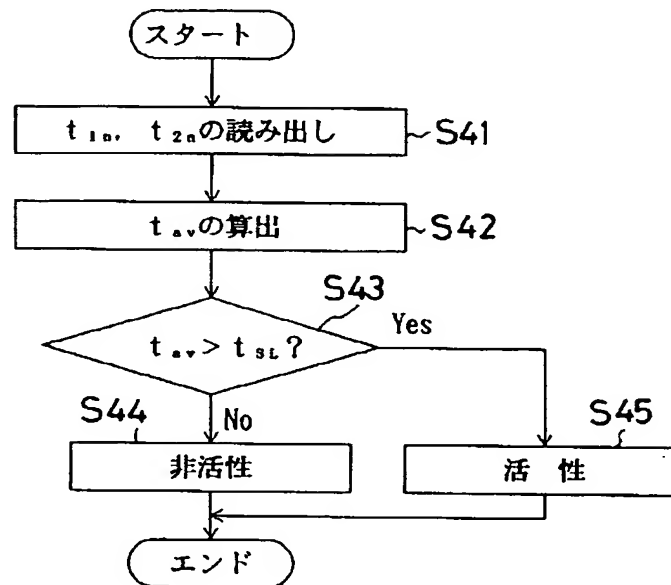 スタート
t₁ₙ, t₂ₙの読み出し S41
tₐᵥの算出 S42
S43
tₐᵥ > t_SL ? Yes
S44 No S45
非活性 活 性
エンド